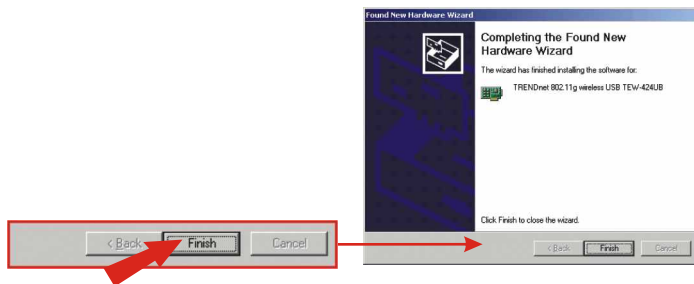 Found New Hardware Wizard
Completing the Found New
Hardware Wizard
The wizard has finished installing the software for:
TRENDnet 802.11g wireless USB TEW-424UB
Click Finish to close the wizard.
< Back Finish Cancel
< Back Finish Cancel